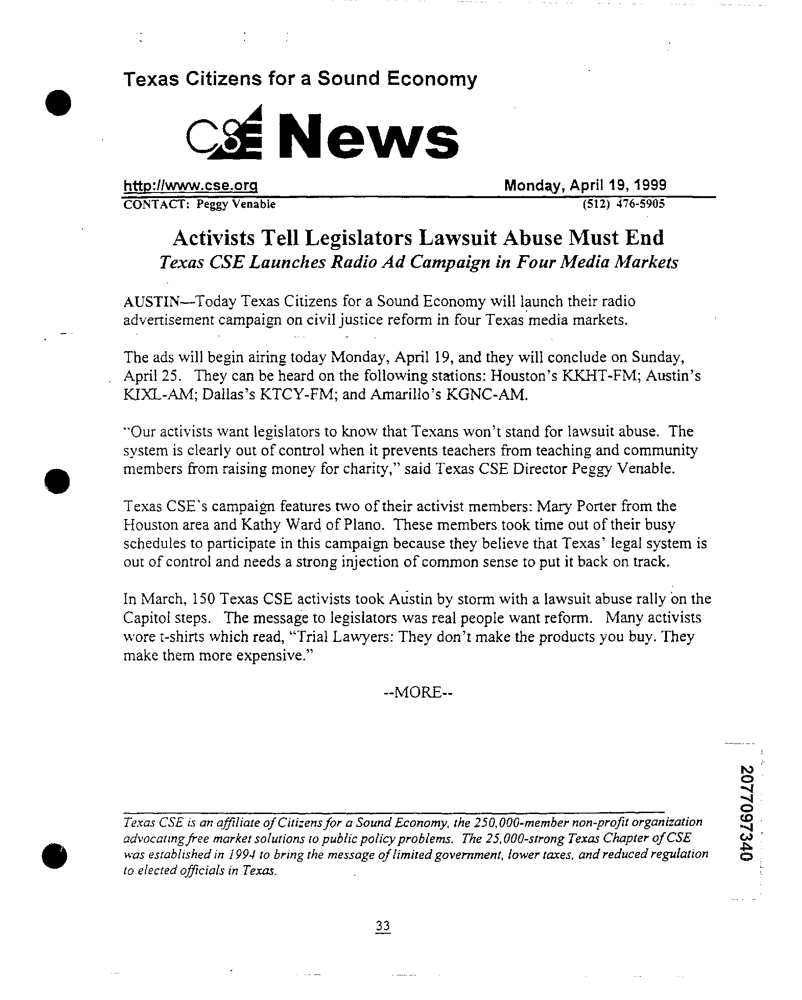 Texas Citizens for a Sound Economy
CSE News
http://www.cse.org Monday, April 19, 1999
CONTACT: Peggy Venable (512) 476-5905
Activists Tell Legislators Lawsuit Abuse Must End
Texas CSE Launches Radio Ad Campaign in Four Media Markets
AUSTIN—Today Texas Citizens for a Sound Economy will launch their radio
advertisement campaign on civil justice reform in four Texas media markets.
The ads will begin airing today Monday, April 19, and they will conclude on Sunday,
April 25. They can be heard on the following stations: Houston's KKHT-FM; Austin's
KIXL-AM; Dallas's KTCY-FM; and Amarillo's KGNC-AM.
"Our activists want legislators to know that Texans won't stand for lawsuit abuse. The
system is clearly out of control when it prevents teachers from teaching and community
members from raising money for charity," said Texas CSE Director Peggy Venable.
Texas CSE's campaign features two of their activist members: Mary Porter from the
Houston area and Kathy Ward of Plano. These members took time out of their busy
schedules to participate in this campaign because they believe that Texas' legal system is
out of control and needs a strong injection of common sense to put it back on track.
In March, 150 Texas CSE activists took Austin by storm with a lawsuit abuse rally on the
Capitol steps. The message to legislators was real people want reform. Many activists
wore t-shirts which read, "Trial Lawyers: They don't make the products you buy. They
make them more expensive."
--MORE--
Texas CSE is an affiliate of Citizens for a Sound Economy, the 250,000-member non-profit organization
advocating free market solutions to public policy problems. The 25,000-strong Texas Chapter of CSE
was established in 1994 to bring the message of limited government, lower taxes, and reduced regulation
to elected officials in Texas.
2077097340
33